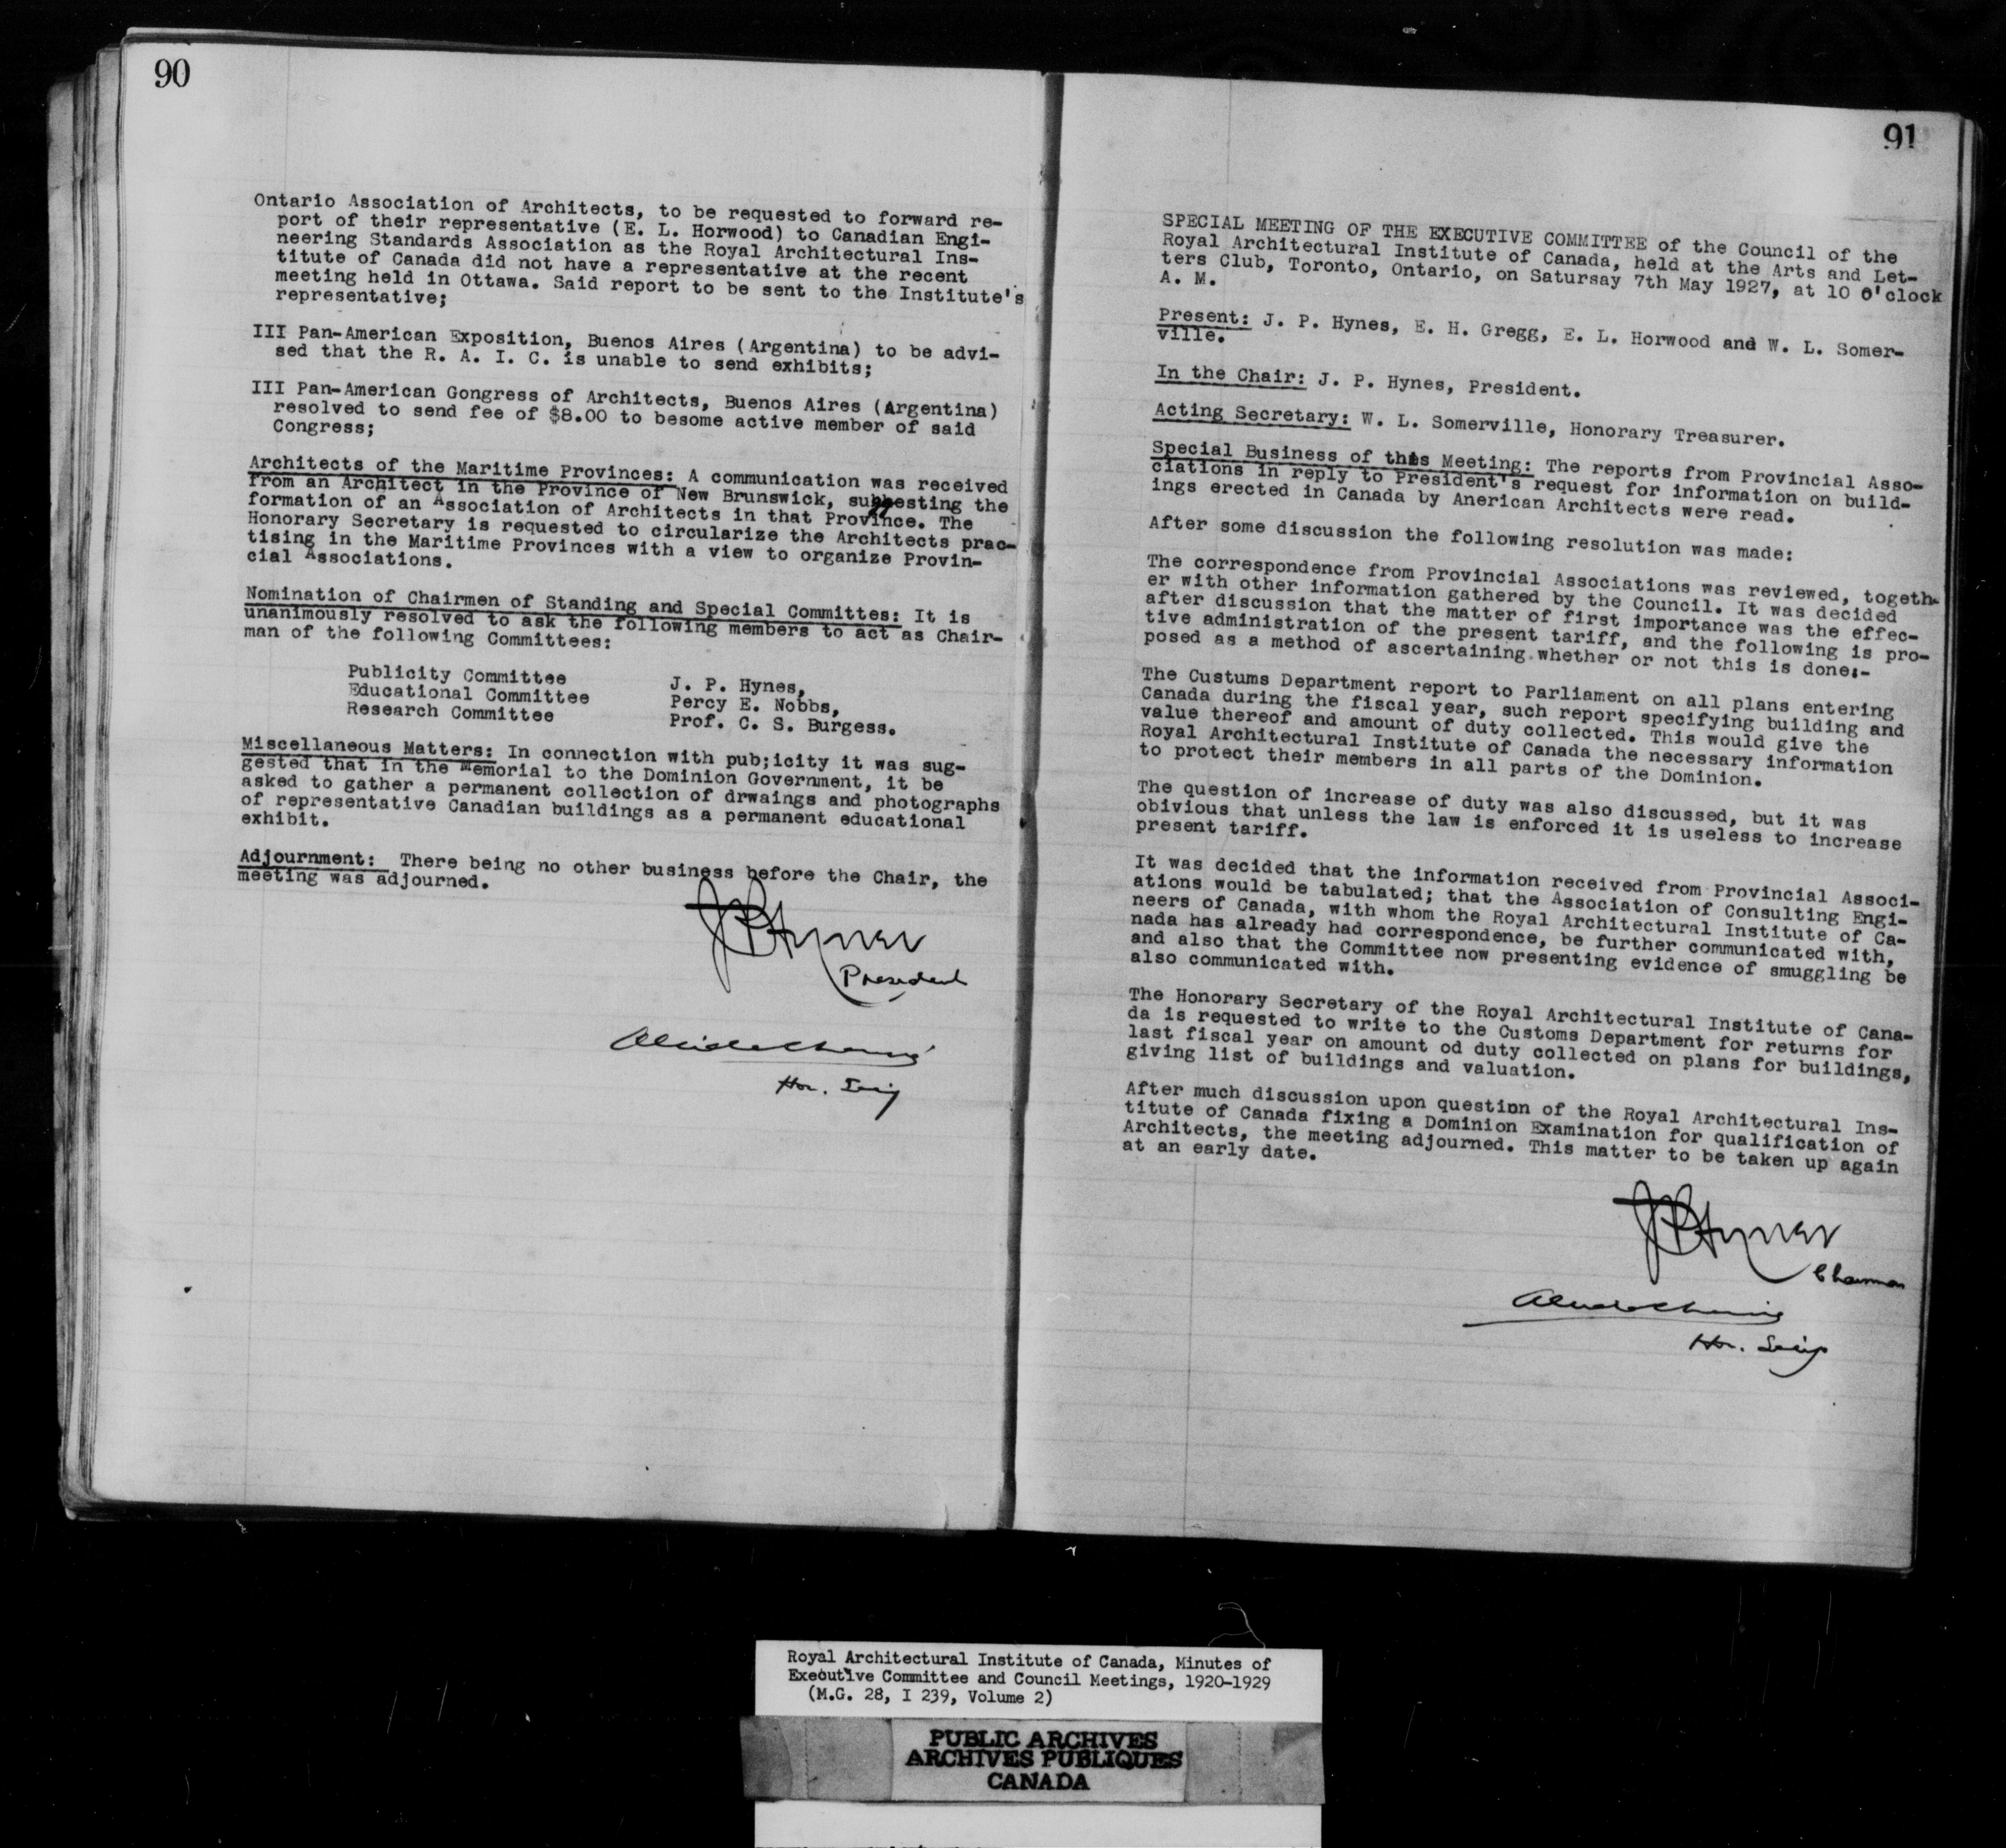 90
Ontario Association of Architects, to be requested to forward re-
port of their representative (E. L. Horwood) to Canadian Engi-
neering Standards Association as the Royal Architectural Ins-
titute of Canada did not have a representative at the recent
meeting held in Ottawa. Said report to be sent to the Institute's
representative;
III Pan-American Exposition, Buenos Aires (Argentina) to be advi-
sed that the R. A. I. C. is unable to send exhibits;
III Pan-American Gongress of Architects, Buenos Aires (Argentina)
resolved to send fee of $8.00 to besome active member of said
Congress;
Architects of the Maritime Provinces: A communication was received
from an Architect in the Province of New Brunswick, suggesting the
formation of an Association of Architects in that Province. The
Honorary Secretary is requested to circularize the Architects prac-
tising in the Maritime Provinces with a view to organize Provin-
cial Associations.
Nomination of Chairmen of Standing and Special Committes: It is
unanimously resolved to ask the following members to act as Chair-
man of the following Committees:
Publicity Committee J. P. Hynes,
Educational Committee Percy E. Nobbs,
Research Committee Prof. C. S. Burgess.
Miscellaneous Matters: In connection with pub;icity it was sug-
gested that in the Memorial to the Dominion Government, it be
asked to gather a permanent collection of drwaings and photographs
of representative Canadian buildings as a permanent educational
exhibit.
Adjournment: There being no other business before the Chair, the
meeting was adjourned.
JPHynes
President
Hon. Secy
91
SPECIAL MEETING OF THE EXECUTIVE COMMITTEE of the Council of the
Royal Architectural Institute of Canada, held at the Arts and Let-
ters Club, Toronto, Ontario, on Satursay 7th May 1927, at 10 o'clock
A. M.
Present: J. P. Hynes, E. H. Gregg, E. L. Horwood and W. L. Somer-
ville.
In the Chair: J. P. Hynes, President.
Acting Secretary: W. L. Somerville, Honorary Treasurer.
Special Business of this Meeting: The reports from Provincial Asso-
ciations in reply to President's request for information on build-
ings erected in Canada by Anerican Architects were read.
After some discussion the following resolution was made:
The correspondence from Provincial Associations was reviewed, togeth-
er with other information gathered by the Council. It was decided
after discussion that the matter of first importance was the effec-
tive administration of the present tariff, and the following is pro-
posed as a method of ascertaining whether or not this is done:-
The Custums Department report to Parliament on all plans entering
Canada during the fiscal year, such report specifying building and
value thereof and amount of duty collected. This would give the
Royal Architectural Institute of Canada the necessary information
to protect their members in all parts of the Dominion.
The question of increase of duty was also discussed, but it was
obivious that unless the law is enforced it is useless to increase
present tariff.
It was decided that the information received from Provincial Associ-
ations would be tabulated; that the Association of Consulting Engi-
neers of Canada, with whom the Royal Architectural Institute of Ca-
nada has already had correspondence, be further communicated with,
and also that the Committee now presenting evidence of smuggling be
also communicated with.
The Honorary Secretary of the Royal Architectural Institute of Cana-
da is requested to write to the Customs Department for returns for
last fiscal year on amount od duty collected on plans for buildings,
giving list of buildings and valuation.
After much discussion upon question of the Royal Architectural Ins-
titute of Canada fixing a Dominion Examination for qualification of
Architects, the meeting adjourned. This matter to be taken up again
at an early date.
JPHynes
Chairman
Hon. Secy
Royal Architectural Institute of Canada, Minutes of
Executive Committee and Council Meetings, 1920-1929
(M.G. 28, I 239, Volume 2)
PUBLIC ARCHIVES
ARCHIVES PUBLIQUES
CANADA